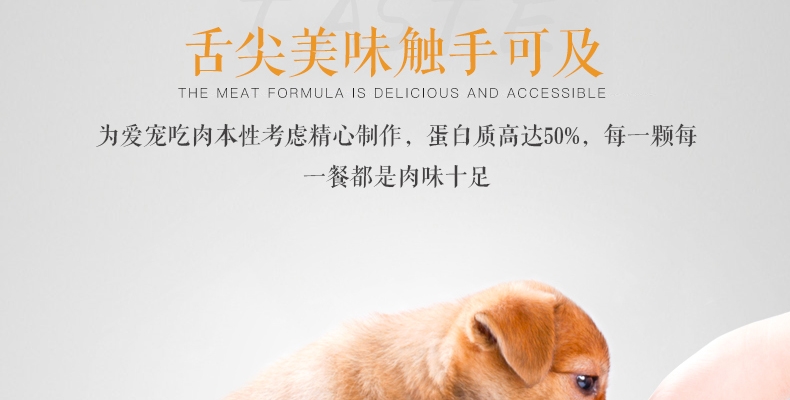 TASTE
舌尖美味触手可及
THE MEAT FORMULA IS DELICIOUS AND ACCESSIBLE
为爱宠吃肉本性考虑精心制作，蛋白质高达50%，每一颗每
一餐都是肉味十足